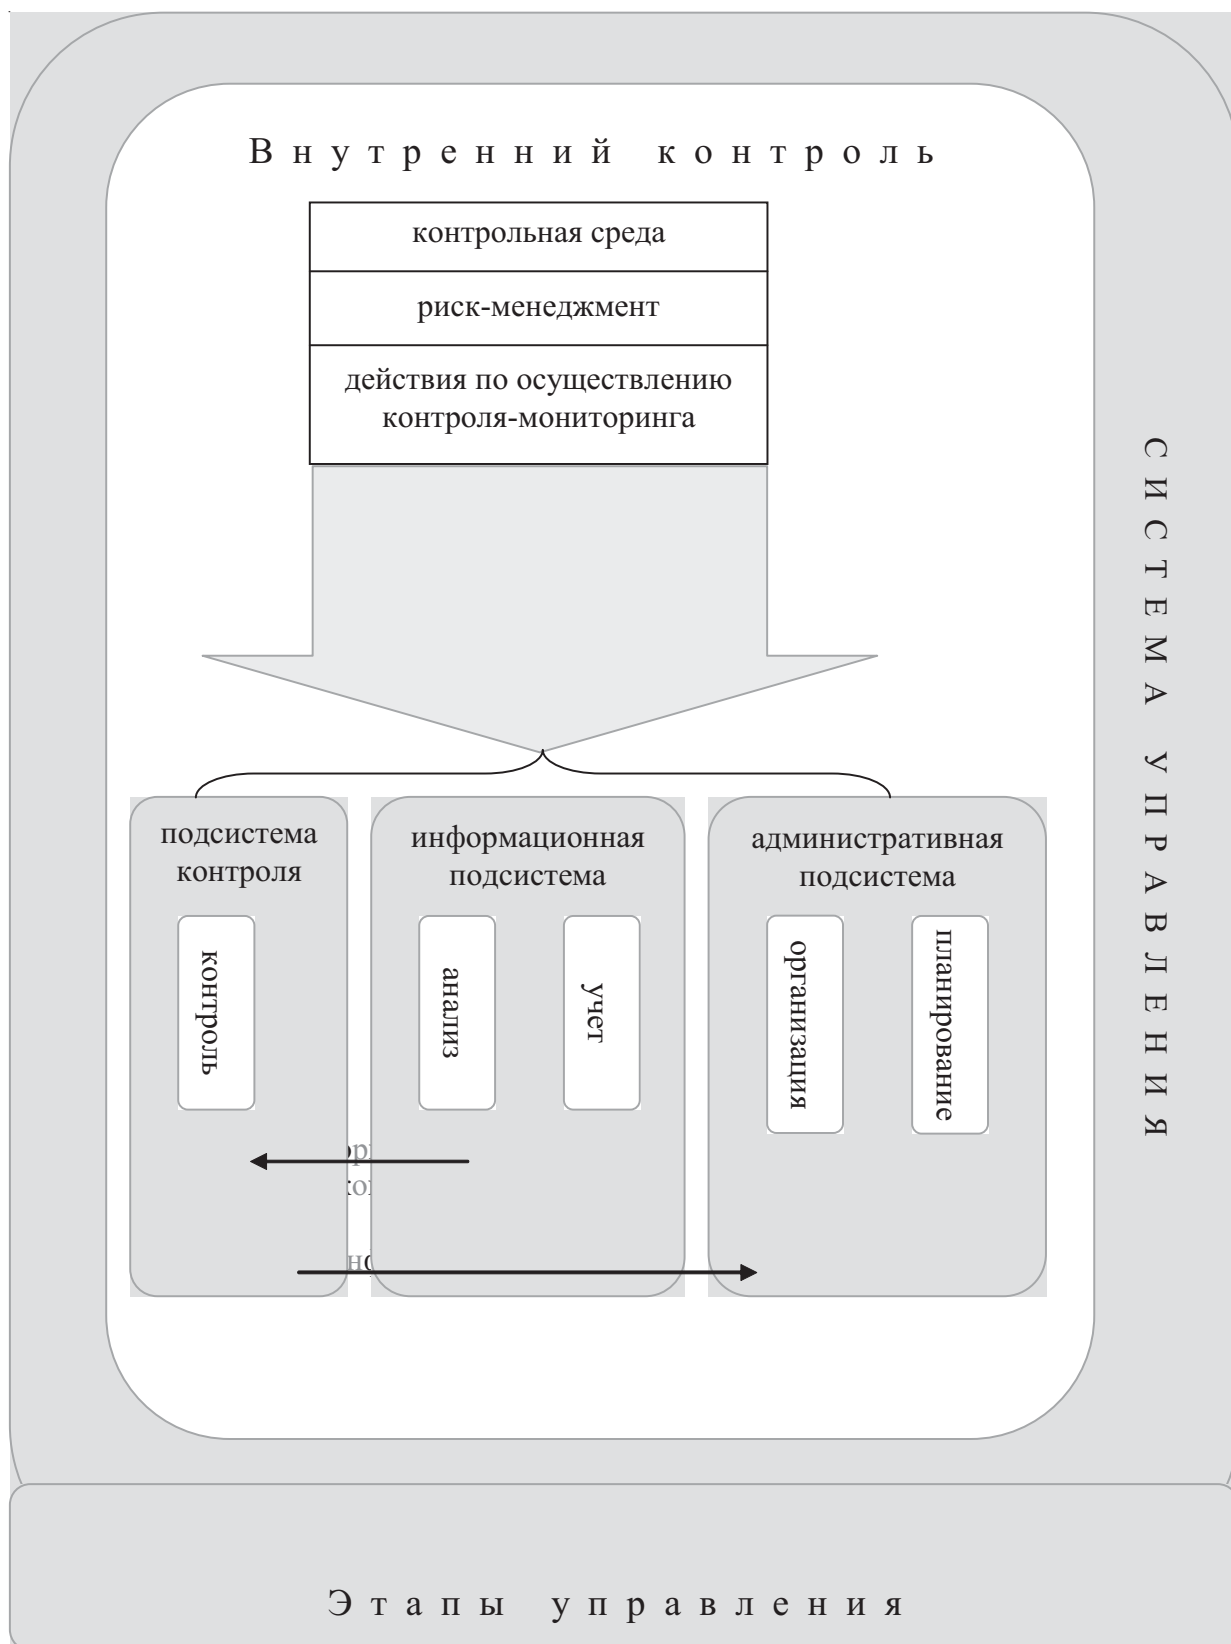 Внутренний контроль
контрольная среда
риск-менеджмент
действия по осуществлению
контроля-мониторинга
СИСТЕМА УПРАВЛЕНИЯ
подсистема
контроля
информационная
подсистема
административная
подсистема
контроль
анализ
учет
организация
планирование
Этапы управления